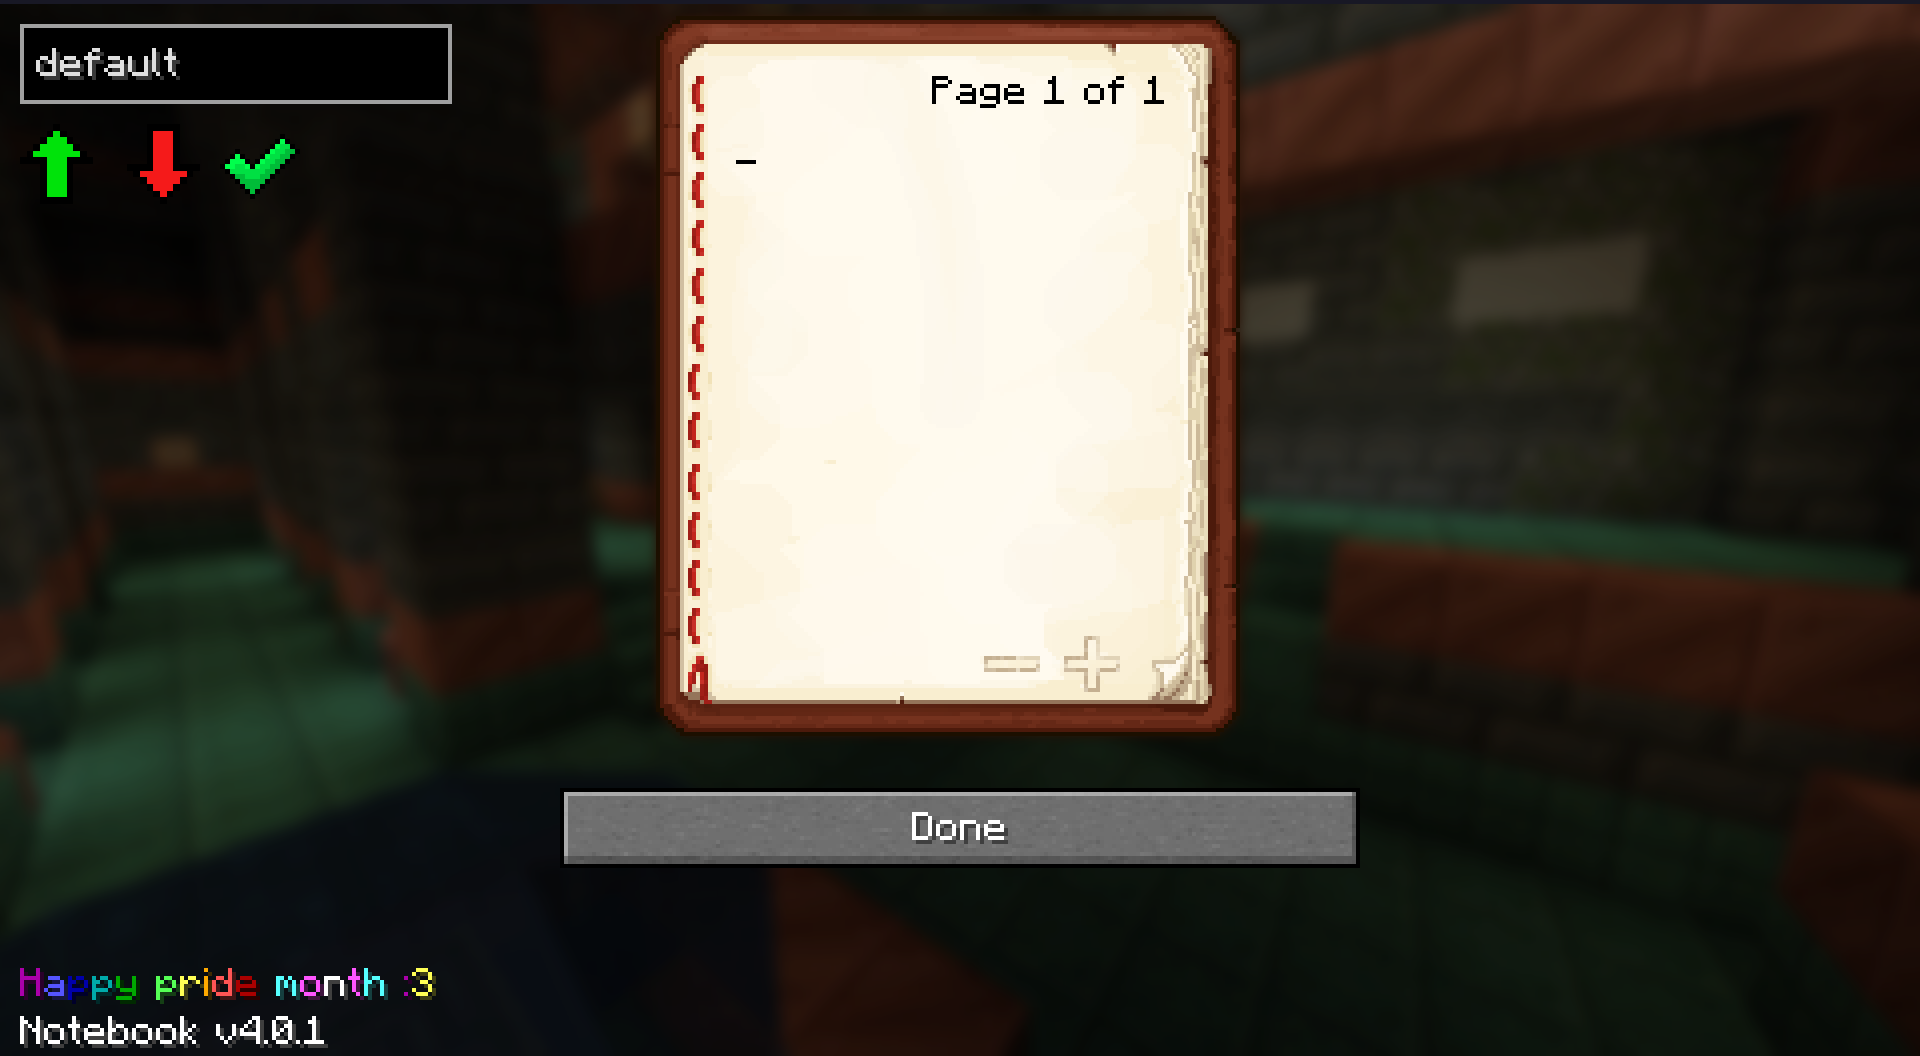 default
Page 1 of 1
_
Done
Happy pride month :3
Notebook v4.0.1